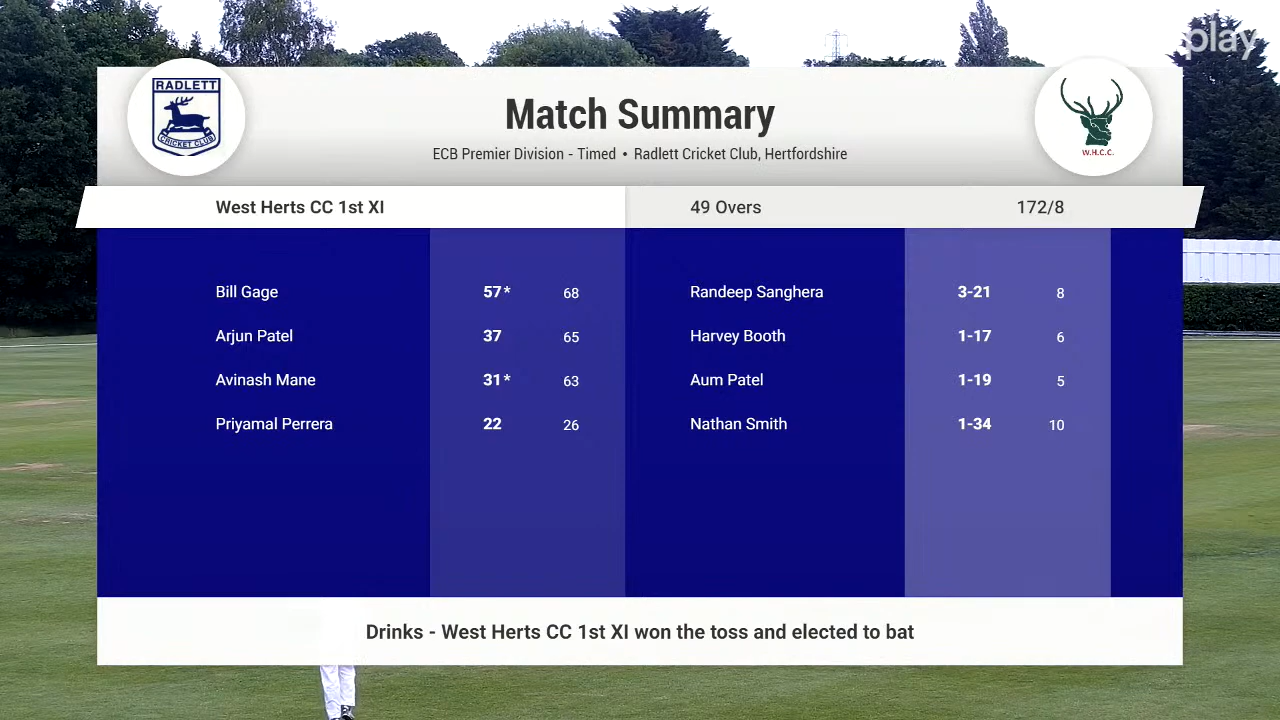 play
RADLETT
CRICKET CLUB
Match Summary
ECB Premier Division - Timed • Radlett Cricket Club, Hertfordshire
W.H.C.C.
West Herts CC 1st XI 49 Overs 172/8
Bill Gage 57* 68 Randeep Sanghera 3-21 8
Arjun Patel 37 65 Harvey Booth 1-17 6
Avinash Mane 31* 63 Aum Patel 1-19 5
Priyamal Perrera 22 26 Nathan Smith 1-34 10
Drinks - West Herts CC 1st XI won the toss and elected to bat